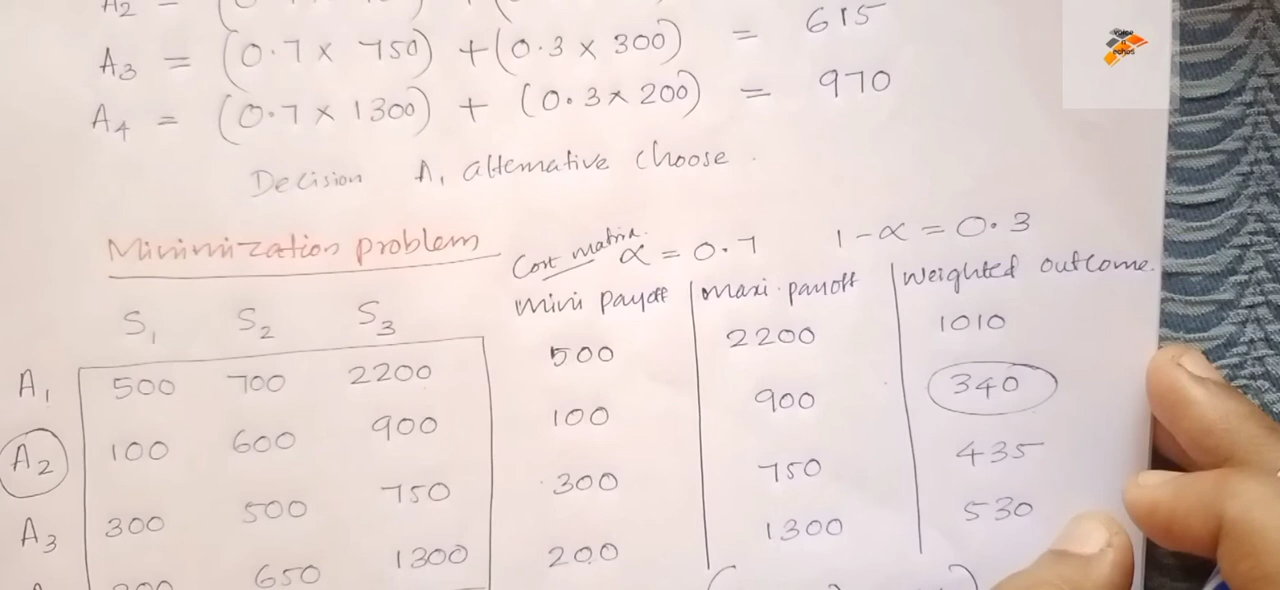 A2 =
A3 = (0.7 x 750) + (0.3 x 300) = 615
A4 = (0.7 x 1300) + (0.3 x 200) = 970
Decision A1 alternative choose.
Minimization problem
Cost matrix. α = 0.7 1-α = 0.3
S1 S2 S3 mini payoff maxi. payoff weighted outcome.
A1 500 700 2200 500 2200 1010
A2 100 600 900 100 900 340
A3 300 500 750 300 750 435
650 1300 200 1300 530
voice
echos